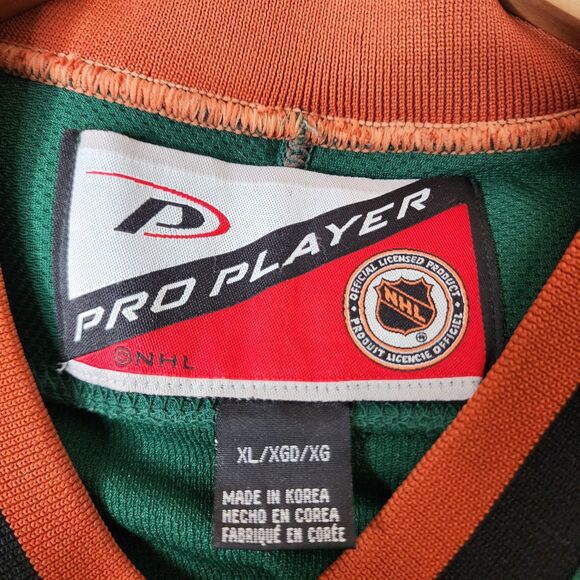 PRO PLAYER
© NHL
OFFICIAL LICENSED PRODUCT
NHL
PRODUIT LICENCIE OFFICIEL
®
XL/XGD/XG
MADE IN KOREA
HECHO EN COREA
FABRIQUÉ EN CORÉE